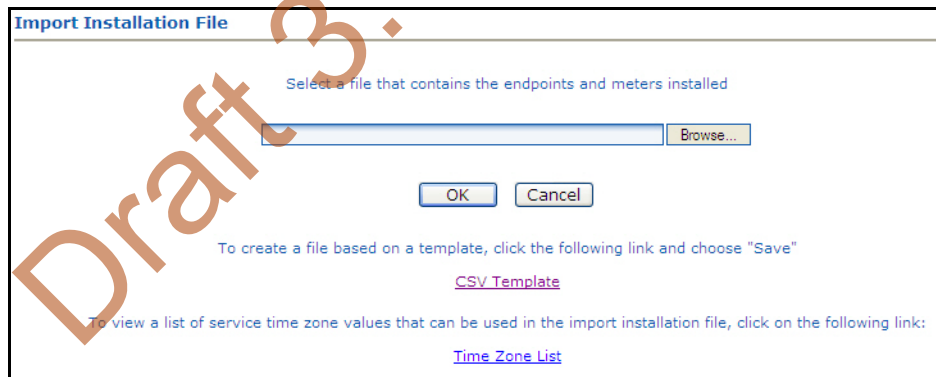 Import Installation File
Select a file that contains the endpoints and meters installed
Browse...
OK Cancel
To create a file based on a template, click the following link and choose "Save"
CSV Template
To view a list of service time zone values that can be used in the import installation file, click on the following link:
Time Zone List
Draft 3.